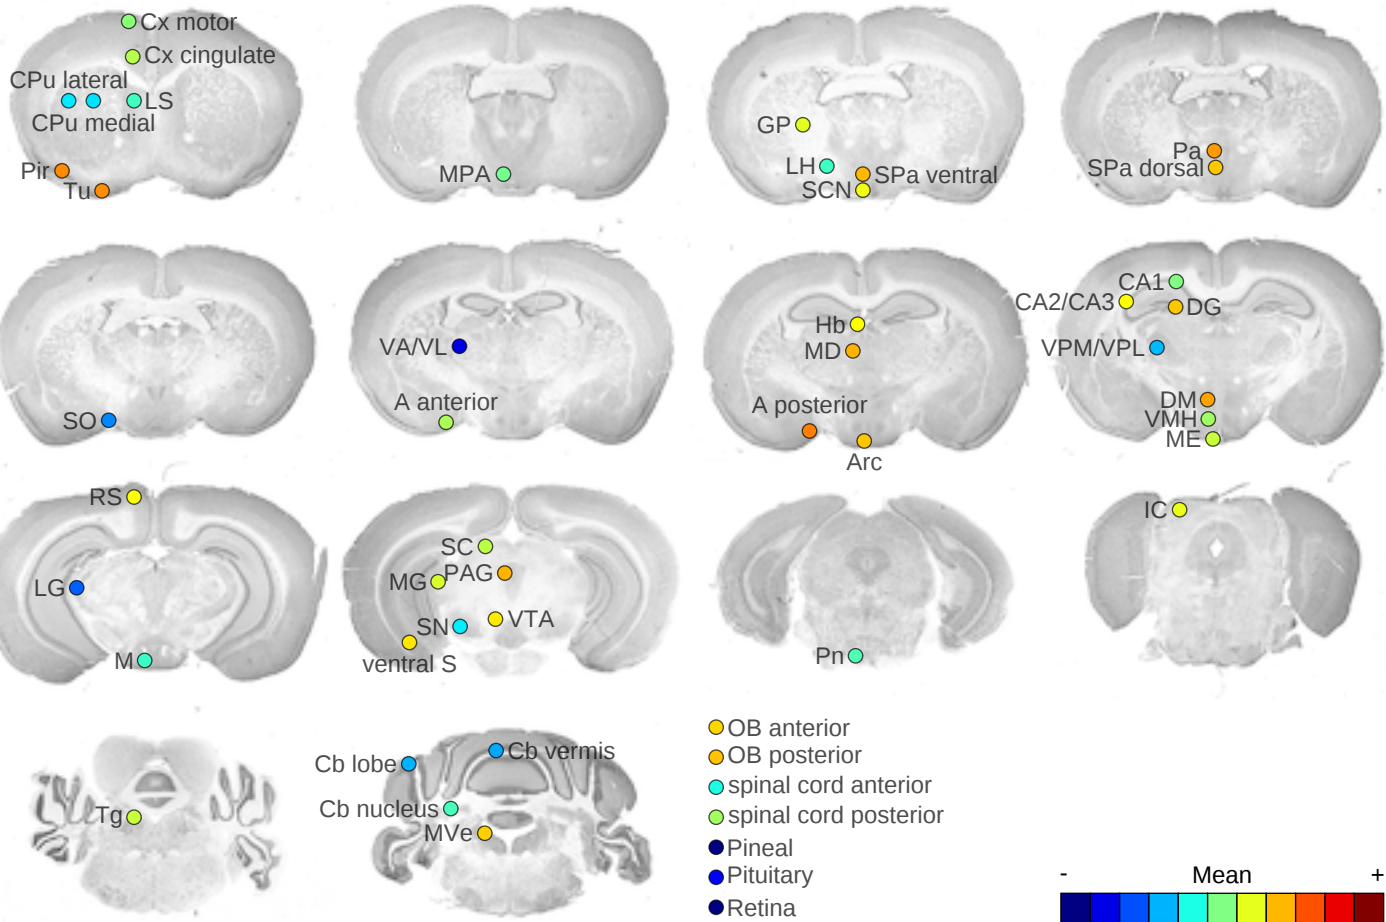 Cx motor
Cx cingulate
CPu lateral
LS
CPu medial
Pir
Tu
MPA
GP
LH
SPa ventral
SCN
Pa
SPa dorsal
SO
VA/VL
A anterior
Hb
MD
A posterior
Arc
CA1
CA2/CA3
DG
VPM/VPL
DM
VMH
ME
RS
LG
M
SC
PAG
MG
SN
VTA
ventral S
Pn
IC
Tg
Cb lobe
Cb vermis
Cb nucleus
MVe
OB anterior
OB posterior
spinal cord anterior
spinal cord posterior
Pineal
Pituitary
Retina
- Mean +